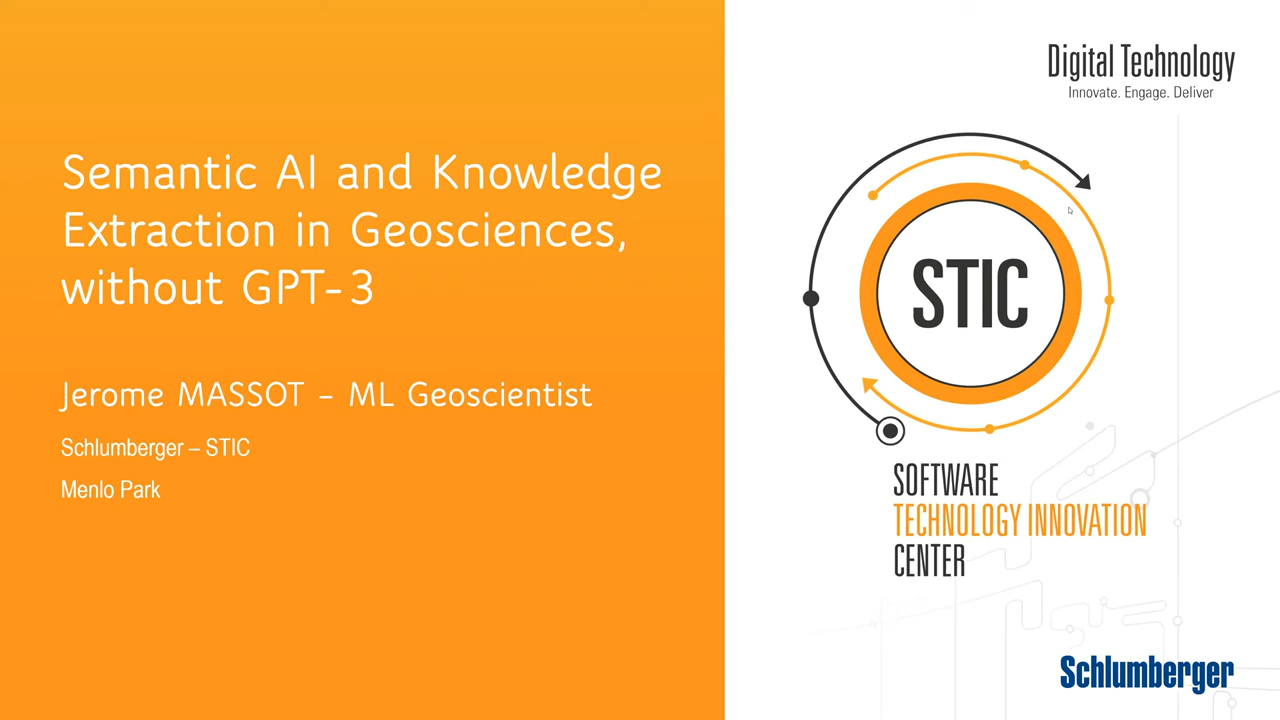 Semantic AI and Knowledge
Extraction in Geosciences,
without GPT-3
Jerome MASSOT – ML Geoscientist
Schlumberger – STIC
Menlo Park
Digital Technology
Innovate. Engage. Deliver
STIC
SOFTWARE
TECHNOLOGY INNOVATION
CENTER
Schlumberger